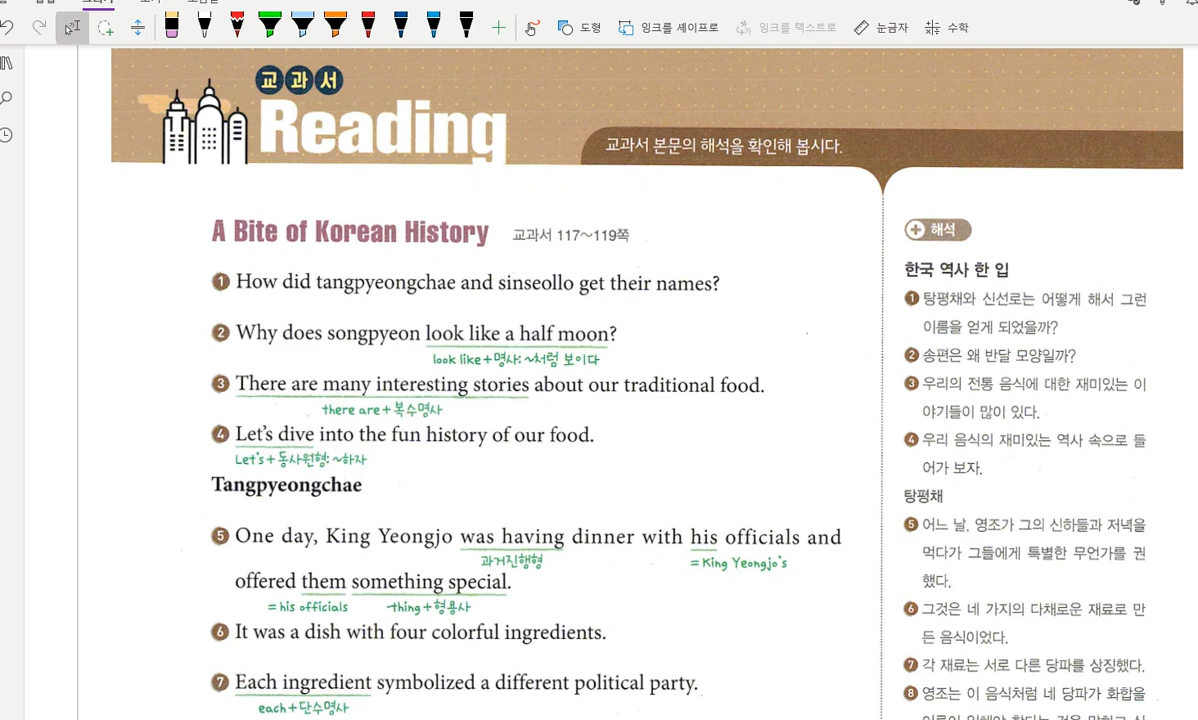 도형
잉크를 셰이프로
잉크를 텍스트로
눈금자
수학
교과서
Reading
교과서 본문의 해석을 확인해 봅시다.
A Bite of Korean History 교과서 117~119쪽
1 How did tangpyeongchae and sinseollo get their names?
2 Why does songpyeon look like a half moon?
look like+명사: ~처럼 보이다
3 There are many interesting stories about our traditional food.
there are+복수명사
4 Let's dive into the fun history of our food.
Let's+동사원형: ~하자
Tangpyeongchae
5 One day, King Yeongjo was having dinner with his officials and
과거진행형 = King Yeongjo's
offered them something special.
= his officials -thing+형용사
6 It was a dish with four colorful ingredients.
7 Each ingredient symbolized a different political party.
each+단수명사
해석
한국 역사 한 입
1 탕평채와 신선로는 어떻게 해서 그런
이름을 얻게 되었을까?
2 송편은 왜 반달 모양일까?
3 우리의 전통 음식에 대한 재미있는 이
야기들이 많이 있다.
4 우리 음식의 재미있는 역사 속으로 들
어가 보자.
탕평채
5 어느 날, 영조가 그의 신하들과 저녁을
먹다가 그들에게 특별한 무언가를 권
했다.
6 그것은 네 가지의 다채로운 재료로 만
든 음식이었다.
7 각 재료는 서로 다른 당파를 상징했다.
8 영조는 이 음식처럼 네 당파가 화합을